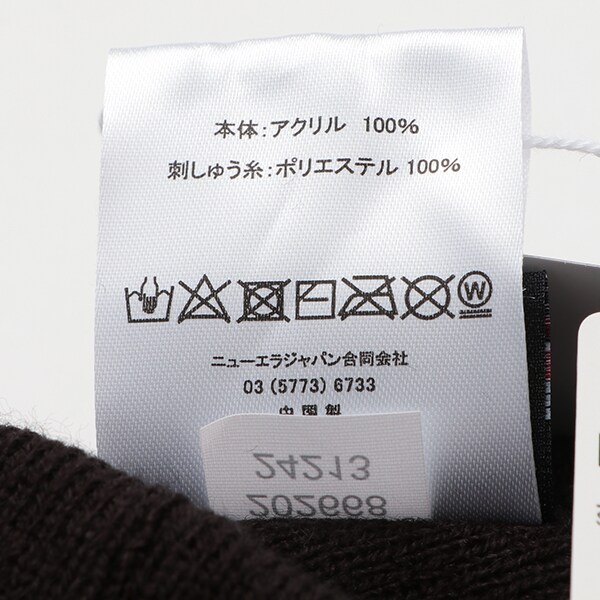 本体：アクリル 100%
刺しゅう糸：ポリエステル 100%
W
ニューエラジャパン合同会社
03 (5773) 6733
中国製
24213
202668